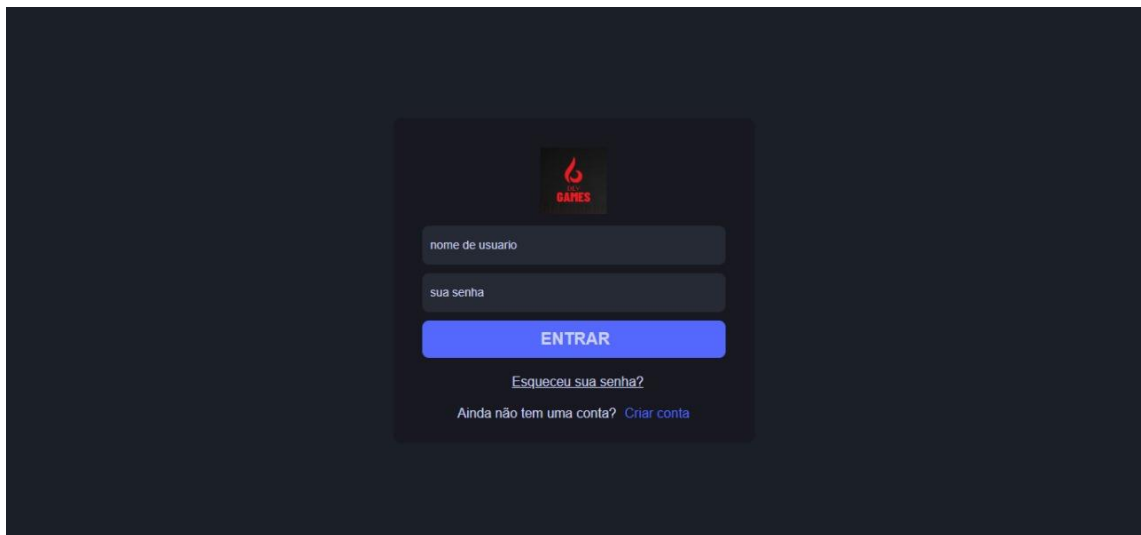 GAMES
nome de usuario
sua senha
ENTRAR
Esqueceu sua senha?
Ainda não tem uma conta? Criar conta